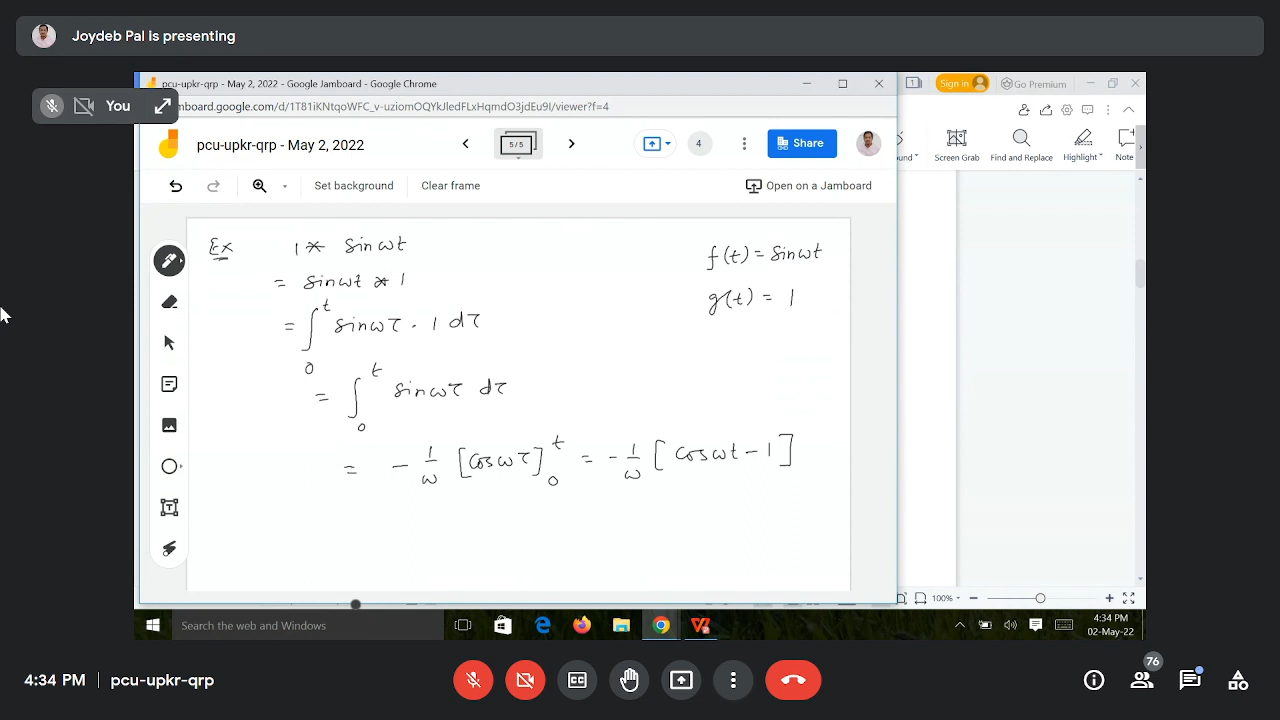 Joydeb Pal is presenting
pcu-upkr-qrp - May 2, 2022 - Google Jamboard - Google Chrome
Sign in
Go Premium
You
mboard.google.com/d/1T81iKNtqoWFC_v-uziomOQYkJledFLxHqmdO3jdEu9I/viewer?f=4
pcu-upkr-qrp - May 2, 2022
5 / 5
4
Share
Screen Grab
Find and Replace
Highlight
Note
Set background
Clear frame
Open on a Jamboard
Ex 1 * sin ωt
= sin ωt * 1
= ∫₀ᵗ sin ωτ . 1 dτ
= ∫₀ᵗ sin ωτ dτ
= - 1/ω [cos ωτ]₀ᵗ = - 1/ω [cos ωt - 1]
f(t) = sin ωt
g(t) = 1
100%
Search the web and Windows
4:34 PM
02-May-22
4:34 PM | pcu-upkr-qrp
76